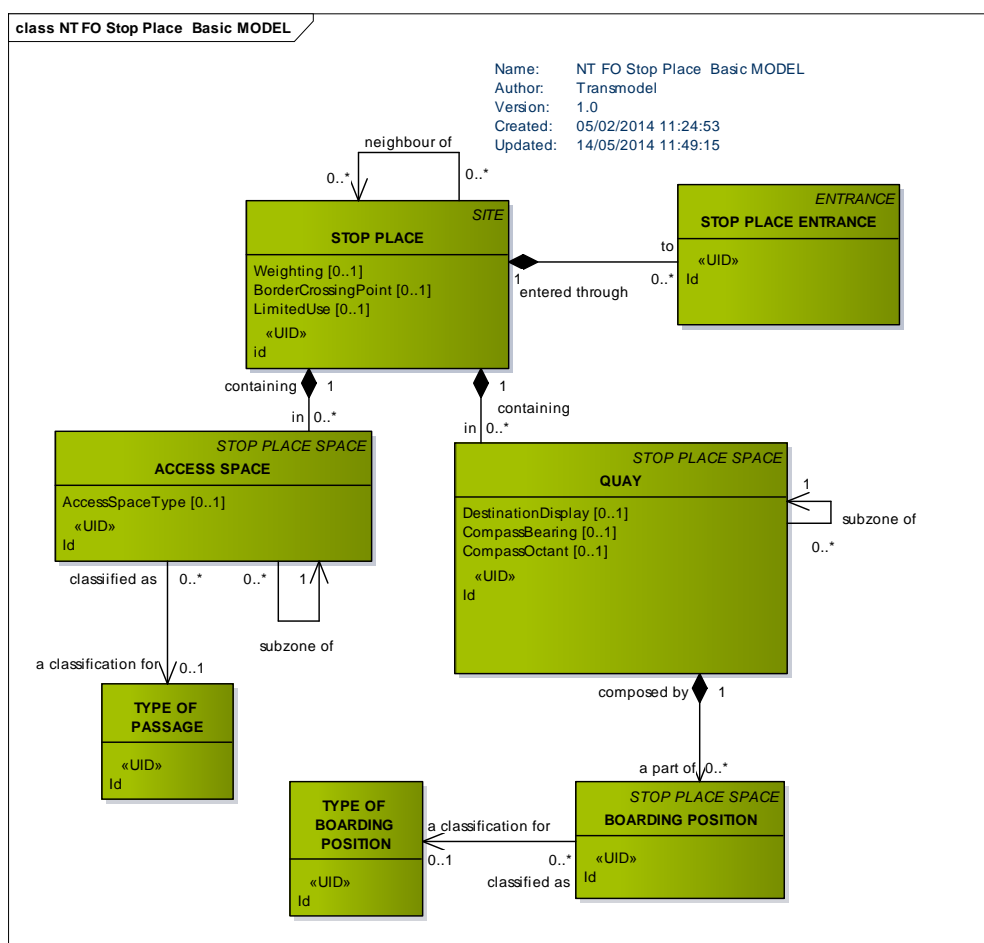 class NT FO Stop Place  Basic MODEL
Name: NT FO Stop Place  Basic MODEL
Author: Transmodel
Version: 1.0
Created: 05/02/2014 11:24:53
Updated: 14/05/2014 11:49:15
neighbour of
0..*
0..*
SITE
STOP PLACE
Weighting [0..1]
BorderCrossingPoint [0..1]
LimitedUse [0..1]
«UID»
id
ENTRANCE
STOP PLACE ENTRANCE
«UID»
Id
to
1
0..*
entered through
containing
1
in
0..*
1
containing
in
0..*
STOP PLACE SPACE
ACCESS SPACE
AccessSpaceType [0..1]
«UID»
Id
STOP PLACE SPACE
QUAY
DestinationDisplay [0..1]
CompassBearing [0..1]
CompassOctant [0..1]
«UID»
Id
1
subzone of
0..*
classiified as
0..*
0..*
1
subzone of
a classification for
0..1
TYPE OF
PASSAGE
«UID»
Id
composed by
1
a part of
0..*
STOP PLACE SPACE
BOARDING POSITION
«UID»
Id
TYPE OF
BOARDING
POSITION
«UID»
Id
a classification for
0..1
0..*
classified as